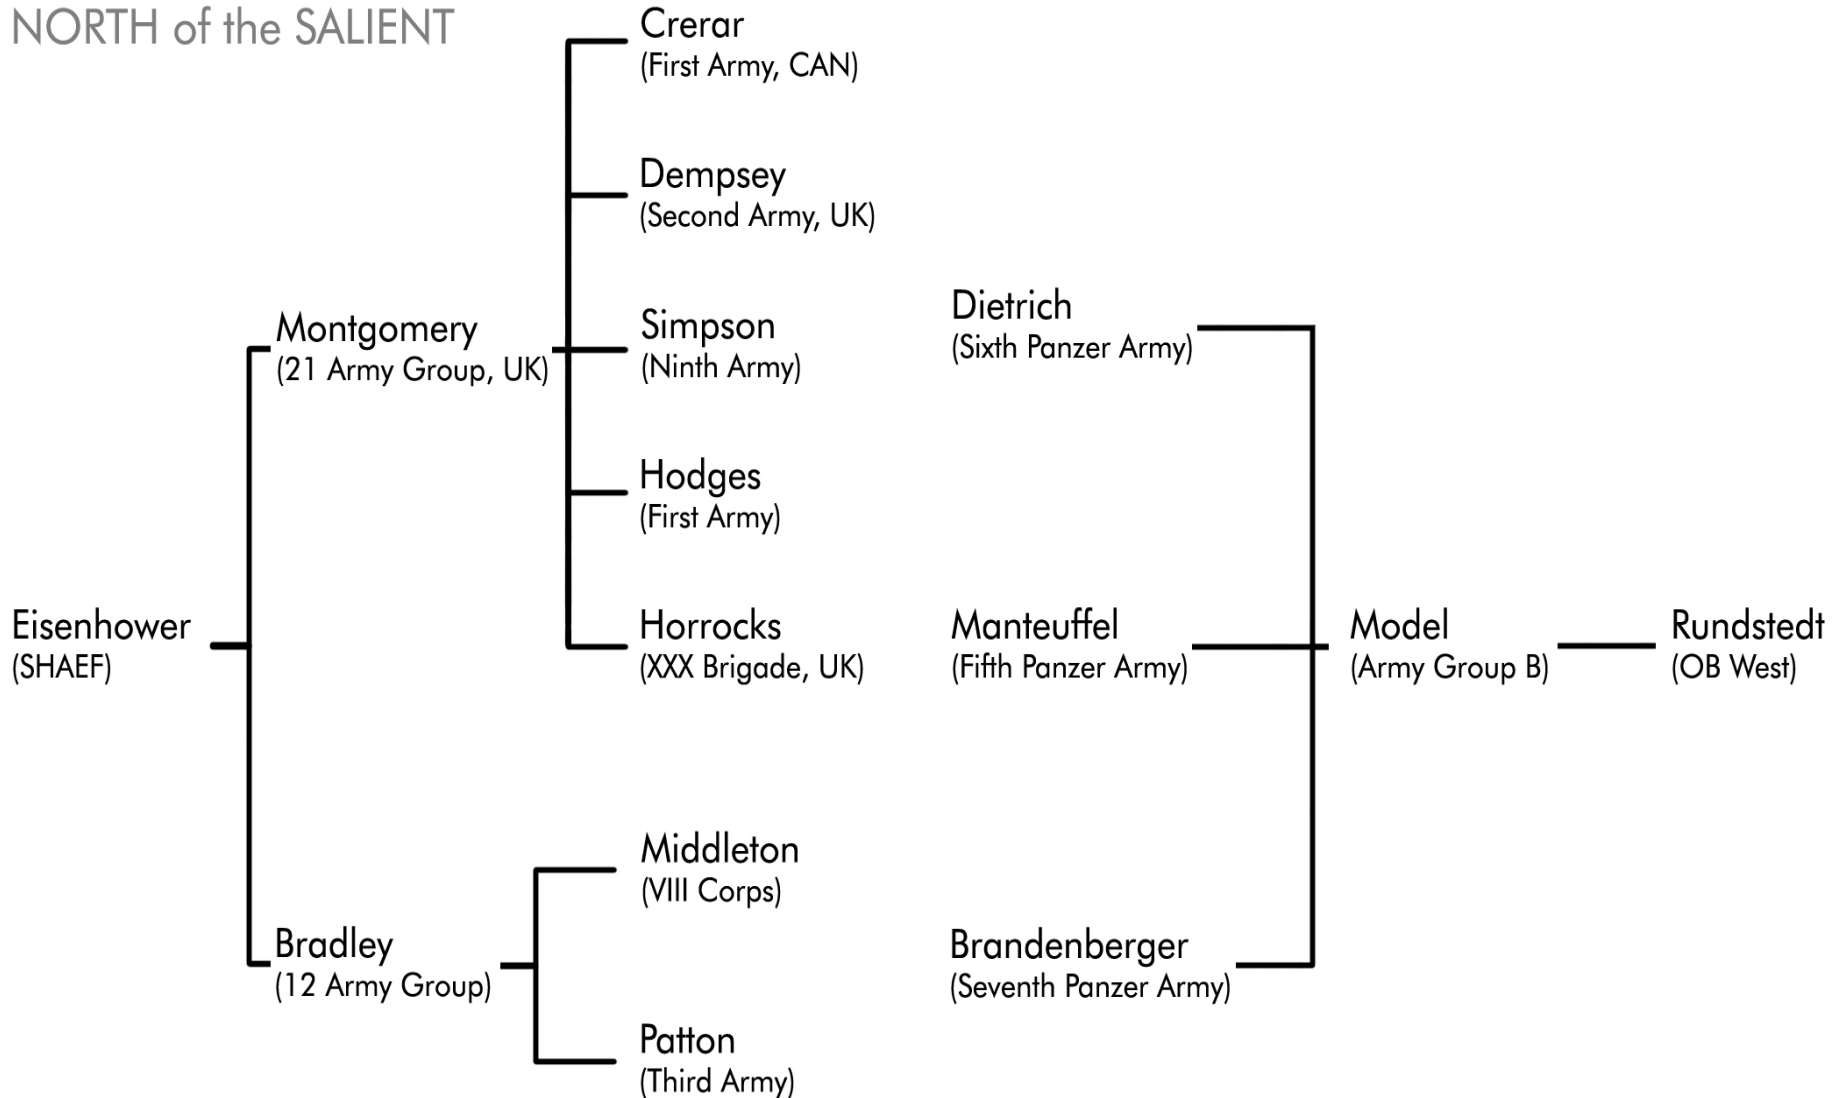 NORTH of the SALIENT
Crerar
(First Army, CAN)
Dempsey
(Second Army, UK)
Simpson
(Ninth Army)
Montgomery
(21 Army Group, UK)
Hodges
(First Army)
Horrocks
(XXX Brigade, UK)
Eisenhower
(SHAEF)
Middleton
(VIII Corps)
Bradley
(12 Army Group)
Patton
(Third Army)
Dietrich
(Sixth Panzer Army)
Manteuffel
(Fifth Panzer Army)
Model
(Army Group B)
Rundstedt
(OB West)
Brandenberger
(Seventh Panzer Army)